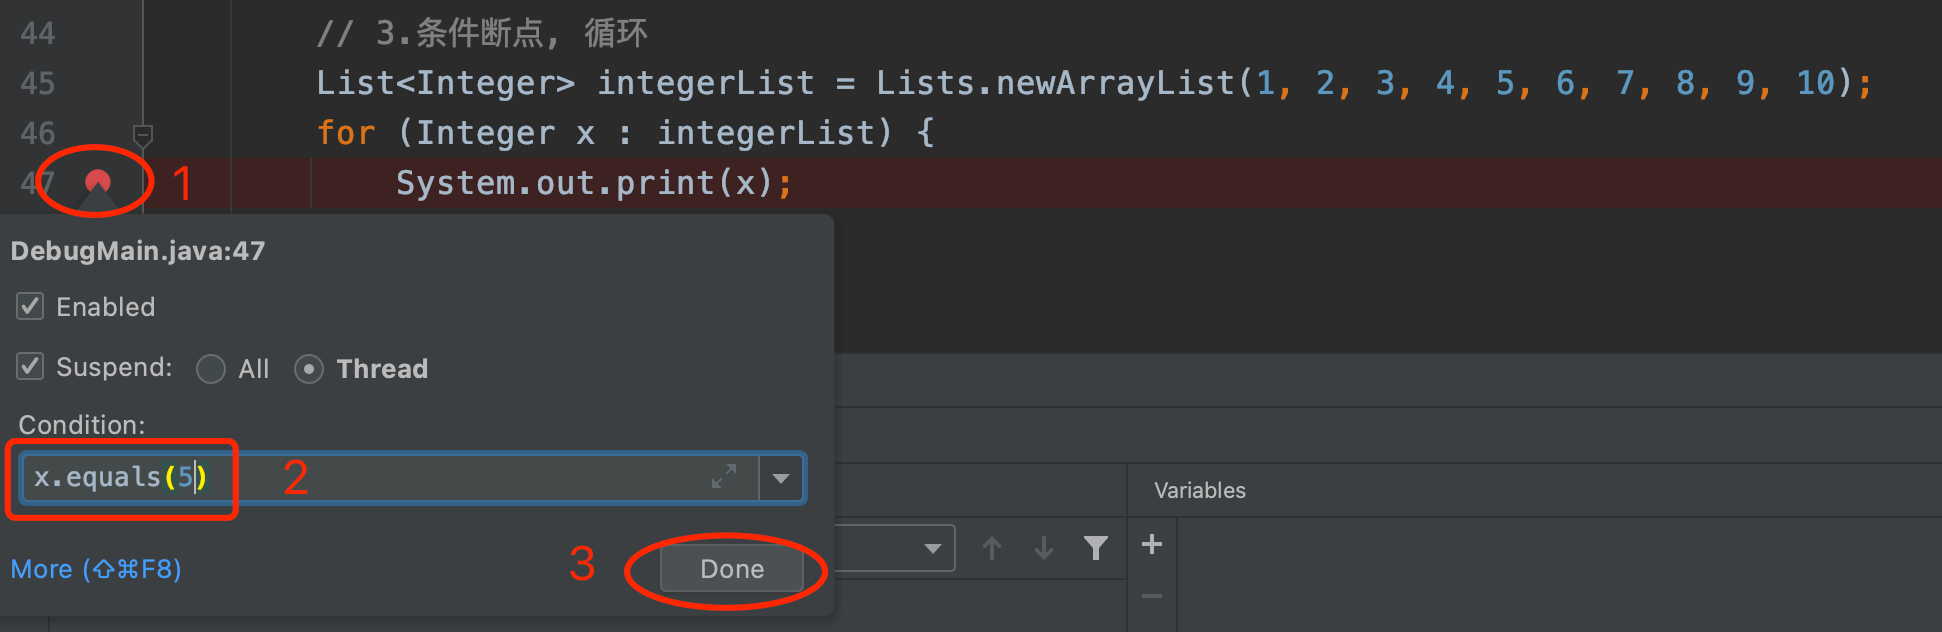 44 // 3.条件断点, 循环
45 List<Integer> integerList = Lists.newArrayList(1, 2, 3, 4, 5, 6, 7, 8, 9, 10);
46 for (Integer x : integerList) {
47 1 System.out.print(x);
DebugMain.java:47
Enabled
Suspend: All Thread
Condition:
x.equals(5) 2
Variables
More (⇧⌘F8) 3 Done